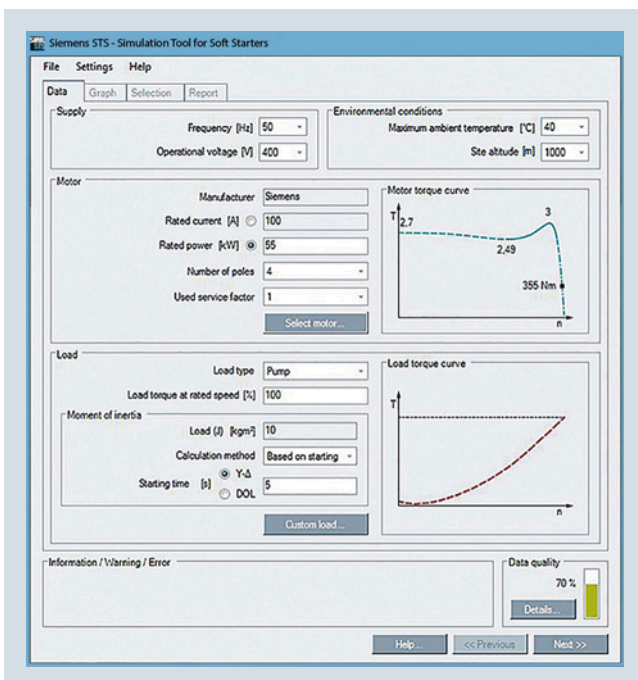 Siemens STS - Simulation Tool for Soft Starters
File Settings Help
Data Graph Selection Report
Supply
Frequency [Hz] 50
Operational voltage [V] 400
Environmental conditions
Maximum ambient temperature [°C] 40
Site altitude [m] 1000
Motor
Manufacturer Siemens
Rated current [A] 100
Rated power [kW] 55
Number of poles 4
Used service factor 1
Select motor...
Motor torque curve
T
2,7
3
2,49
355 Nm
n
Load
Load type Pump
Load torque at rated speed [%] 100
Moment of inertia
Load (J) [kgm²] 10
Calculation method Based on starting
Starting time [s] Y-Δ 5
DOL
Custom load...
Load torque curve
T
n
Information / Warning / Error
Data quality
70 %
Details...
Help... << Previous Next >>